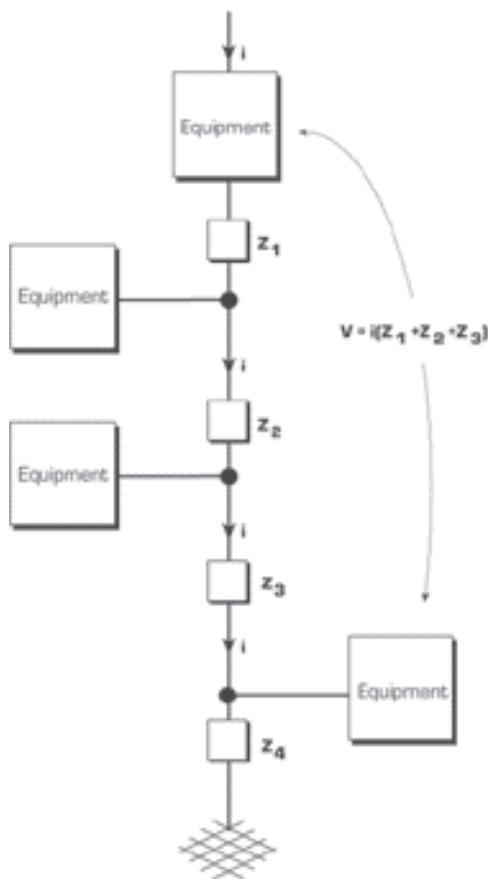 i
Equipment
Z1
Equipment
i
V = i(Z1 +Z2 +Z3)
Z2
Equipment
i
Z3
i
Equipment
Z4